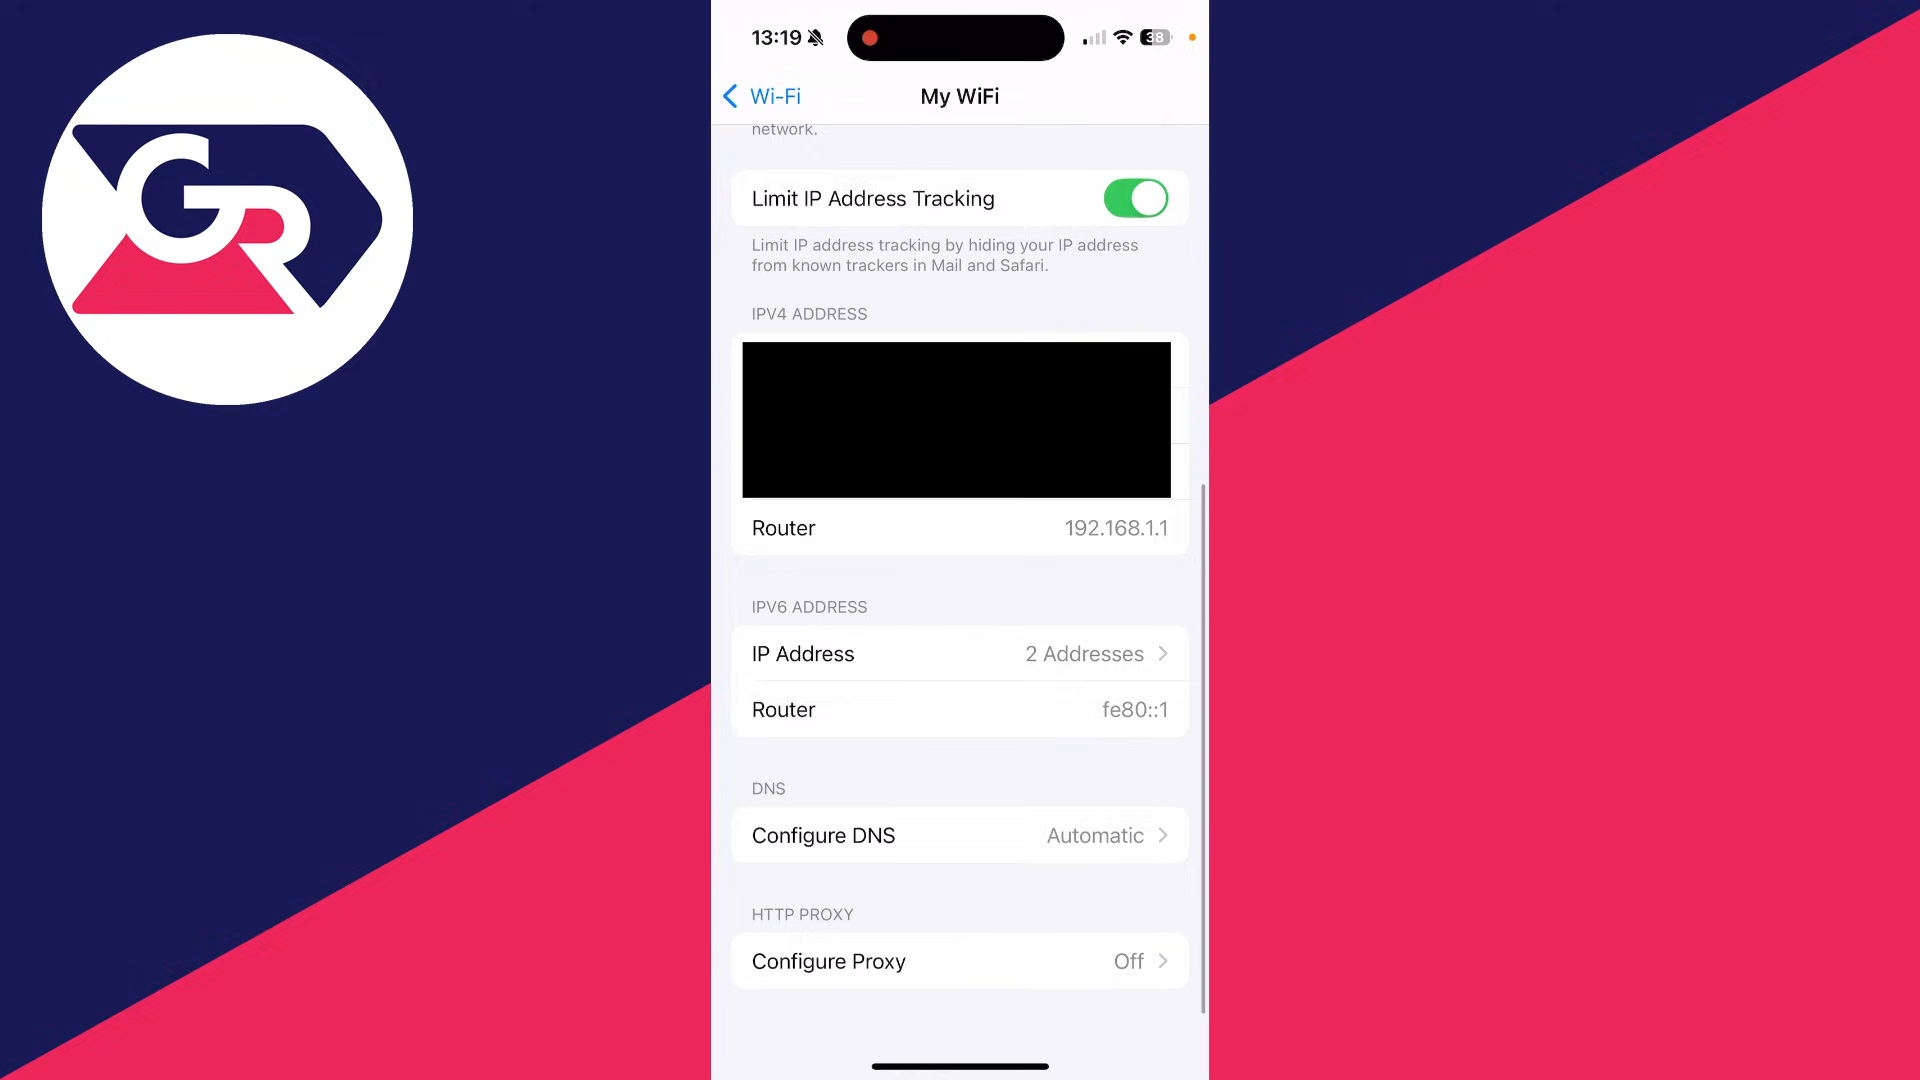 GR
13:19
38
Wi-Fi
My WiFi
network.
Limit IP Address Tracking
Limit IP address tracking by hiding your IP address
from known trackers in Mail and Safari.
IPV4 ADDRESS
Router 192.168.1.1
IPV6 ADDRESS
IP Address 2 Addresses
Router fe80::1
DNS
Configure DNS Automatic
HTTP PROXY
Configure Proxy Off